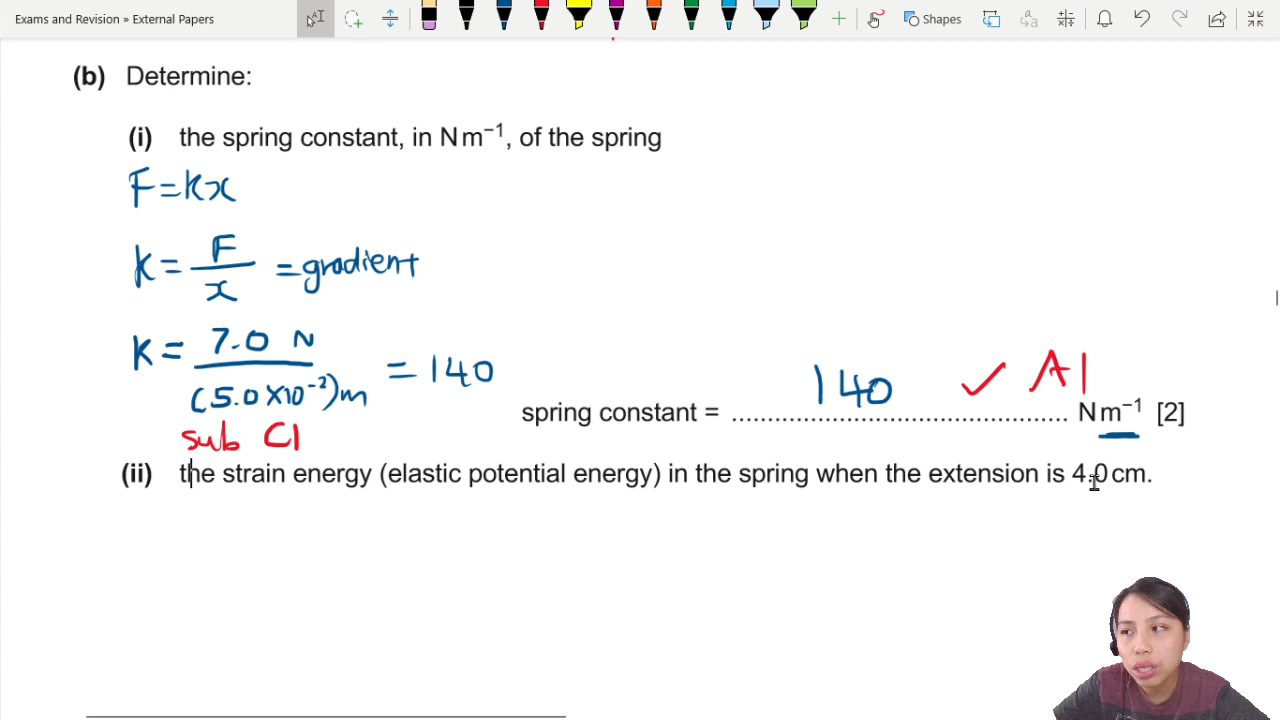 Exams and Revision » External Papers
Shapes
(b) Determine:
(i) the spring constant, in N m⁻¹, of the spring
F=kx
k = F/x = gradient
k = 7.0 N / (5.0 × 10⁻²) m = 140
sub C1
140 ✓ A1
spring constant = ................................................ N m⁻¹ [2]
(ii) the strain energy (elastic potential energy) in the spring when the extension is 4.0 cm.